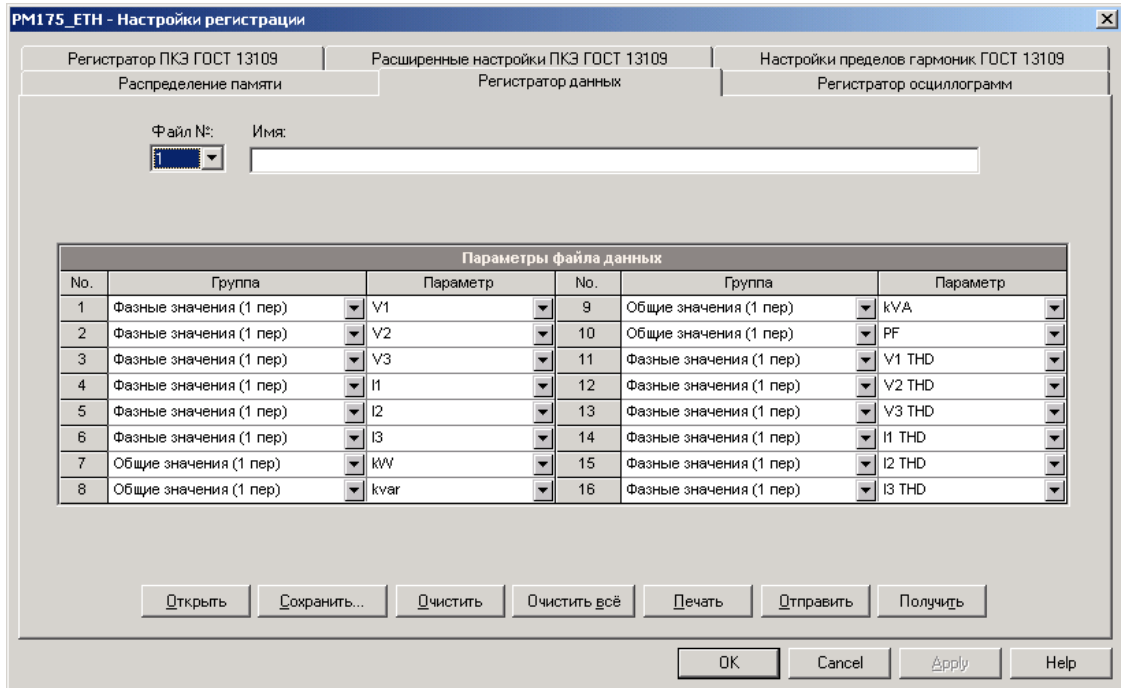 PM175_ETH - Настройки регистрации
Регистратор ПКЭ ГОСТ 13109 Расширенные настройки ПКЭ ГОСТ 13109 Настройки пределов гармоник ГОСТ 13109
Распределение памяти Регистратор данных Регистратор осциллограмм
Файл №: Имя:
1
Параметры файла данных
No. Группа Параметр No. Группа Параметр
1 Фазные значения (1 пер) V1 9 Общие значения (1 пер) kVA
2 Фазные значения (1 пер) V2 10 Общие значения (1 пер) PF
3 Фазные значения (1 пер) V3 11 Фазные значения (1 пер) V1 THD
4 Фазные значения (1 пер) I1 12 Фазные значения (1 пер) V2 THD
5 Фазные значения (1 пер) I2 13 Фазные значения (1 пер) V3 THD
6 Фазные значения (1 пер) I3 14 Фазные значения (1 пер) I1 THD
7 Общие значения (1 пер) kW 15 Фазные значения (1 пер) I2 THD
8 Общие значения (1 пер) kvar 16 Фазные значения (1 пер) I3 THD
Открыть Сохранить... Очистить Очистить всё Печать Отправить Получить
OK Cancel Apply Help